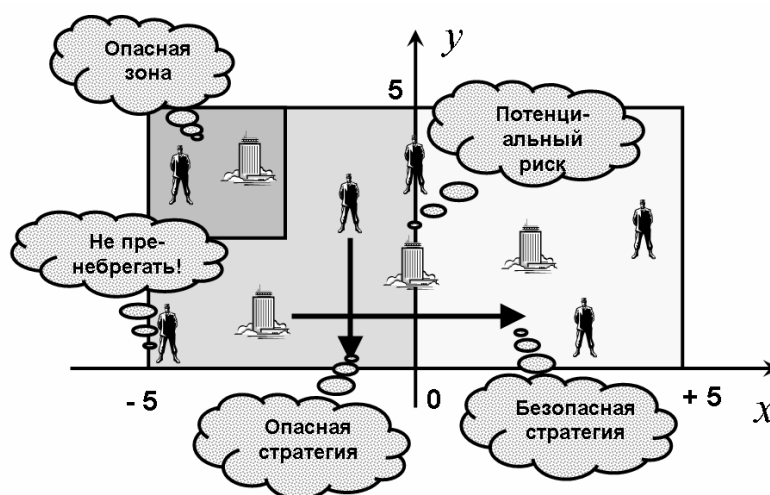 Опасная
зона
y
5
Потенци-
альный
риск
Не пре-
небрегать!
- 5
0
+ 5
x
Опасная
стратегия
Безопасная
стратегия